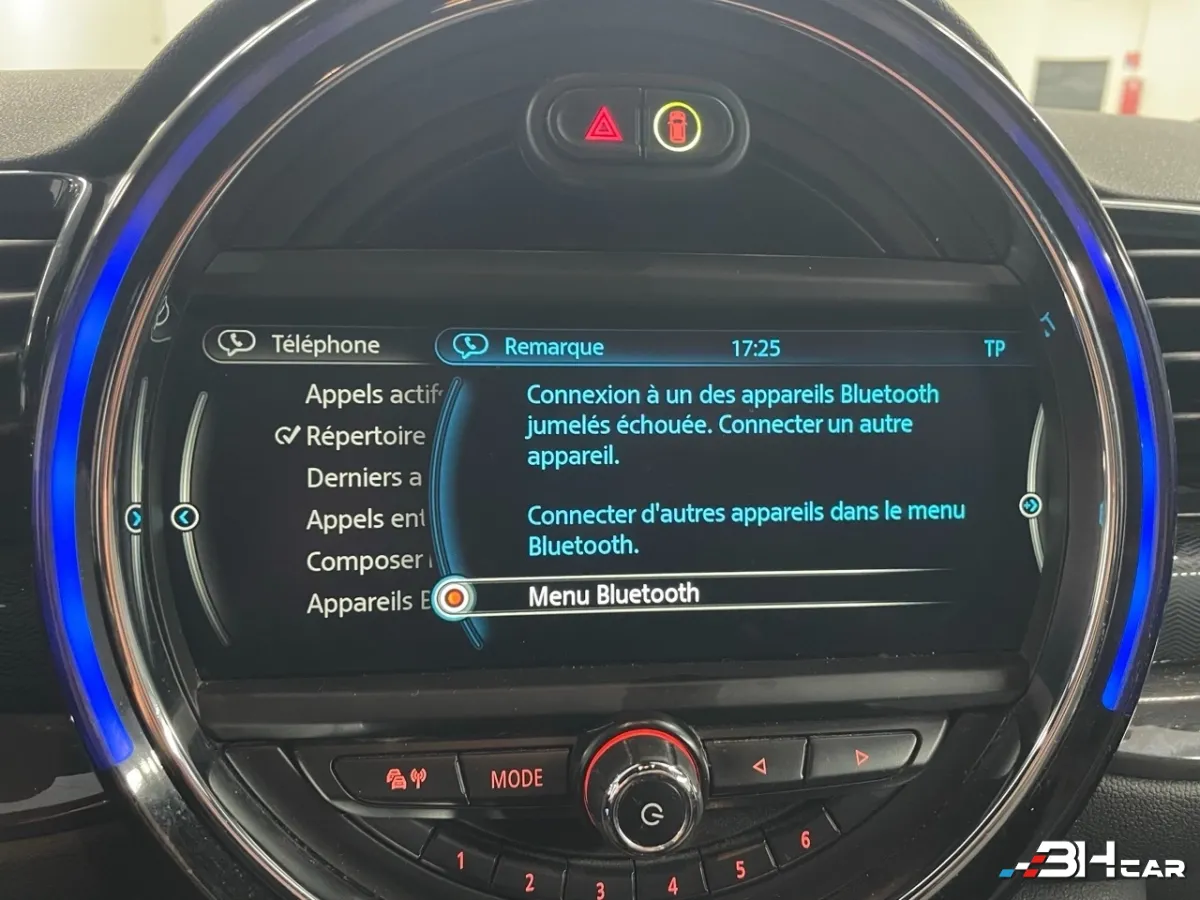 Téléphone
Remarque 17:25 TP
Appels actif
Répertoire
Derniers a
Appels ent
Composer
Appareils
Connexion à un des appareils Bluetooth
jumelés échouée. Connecter un autre
appareil.
Connecter d'autres appareils dans le menu
Bluetooth.
Menu Bluetooth
MODE
1 2 3 4 5 6
3HCAR